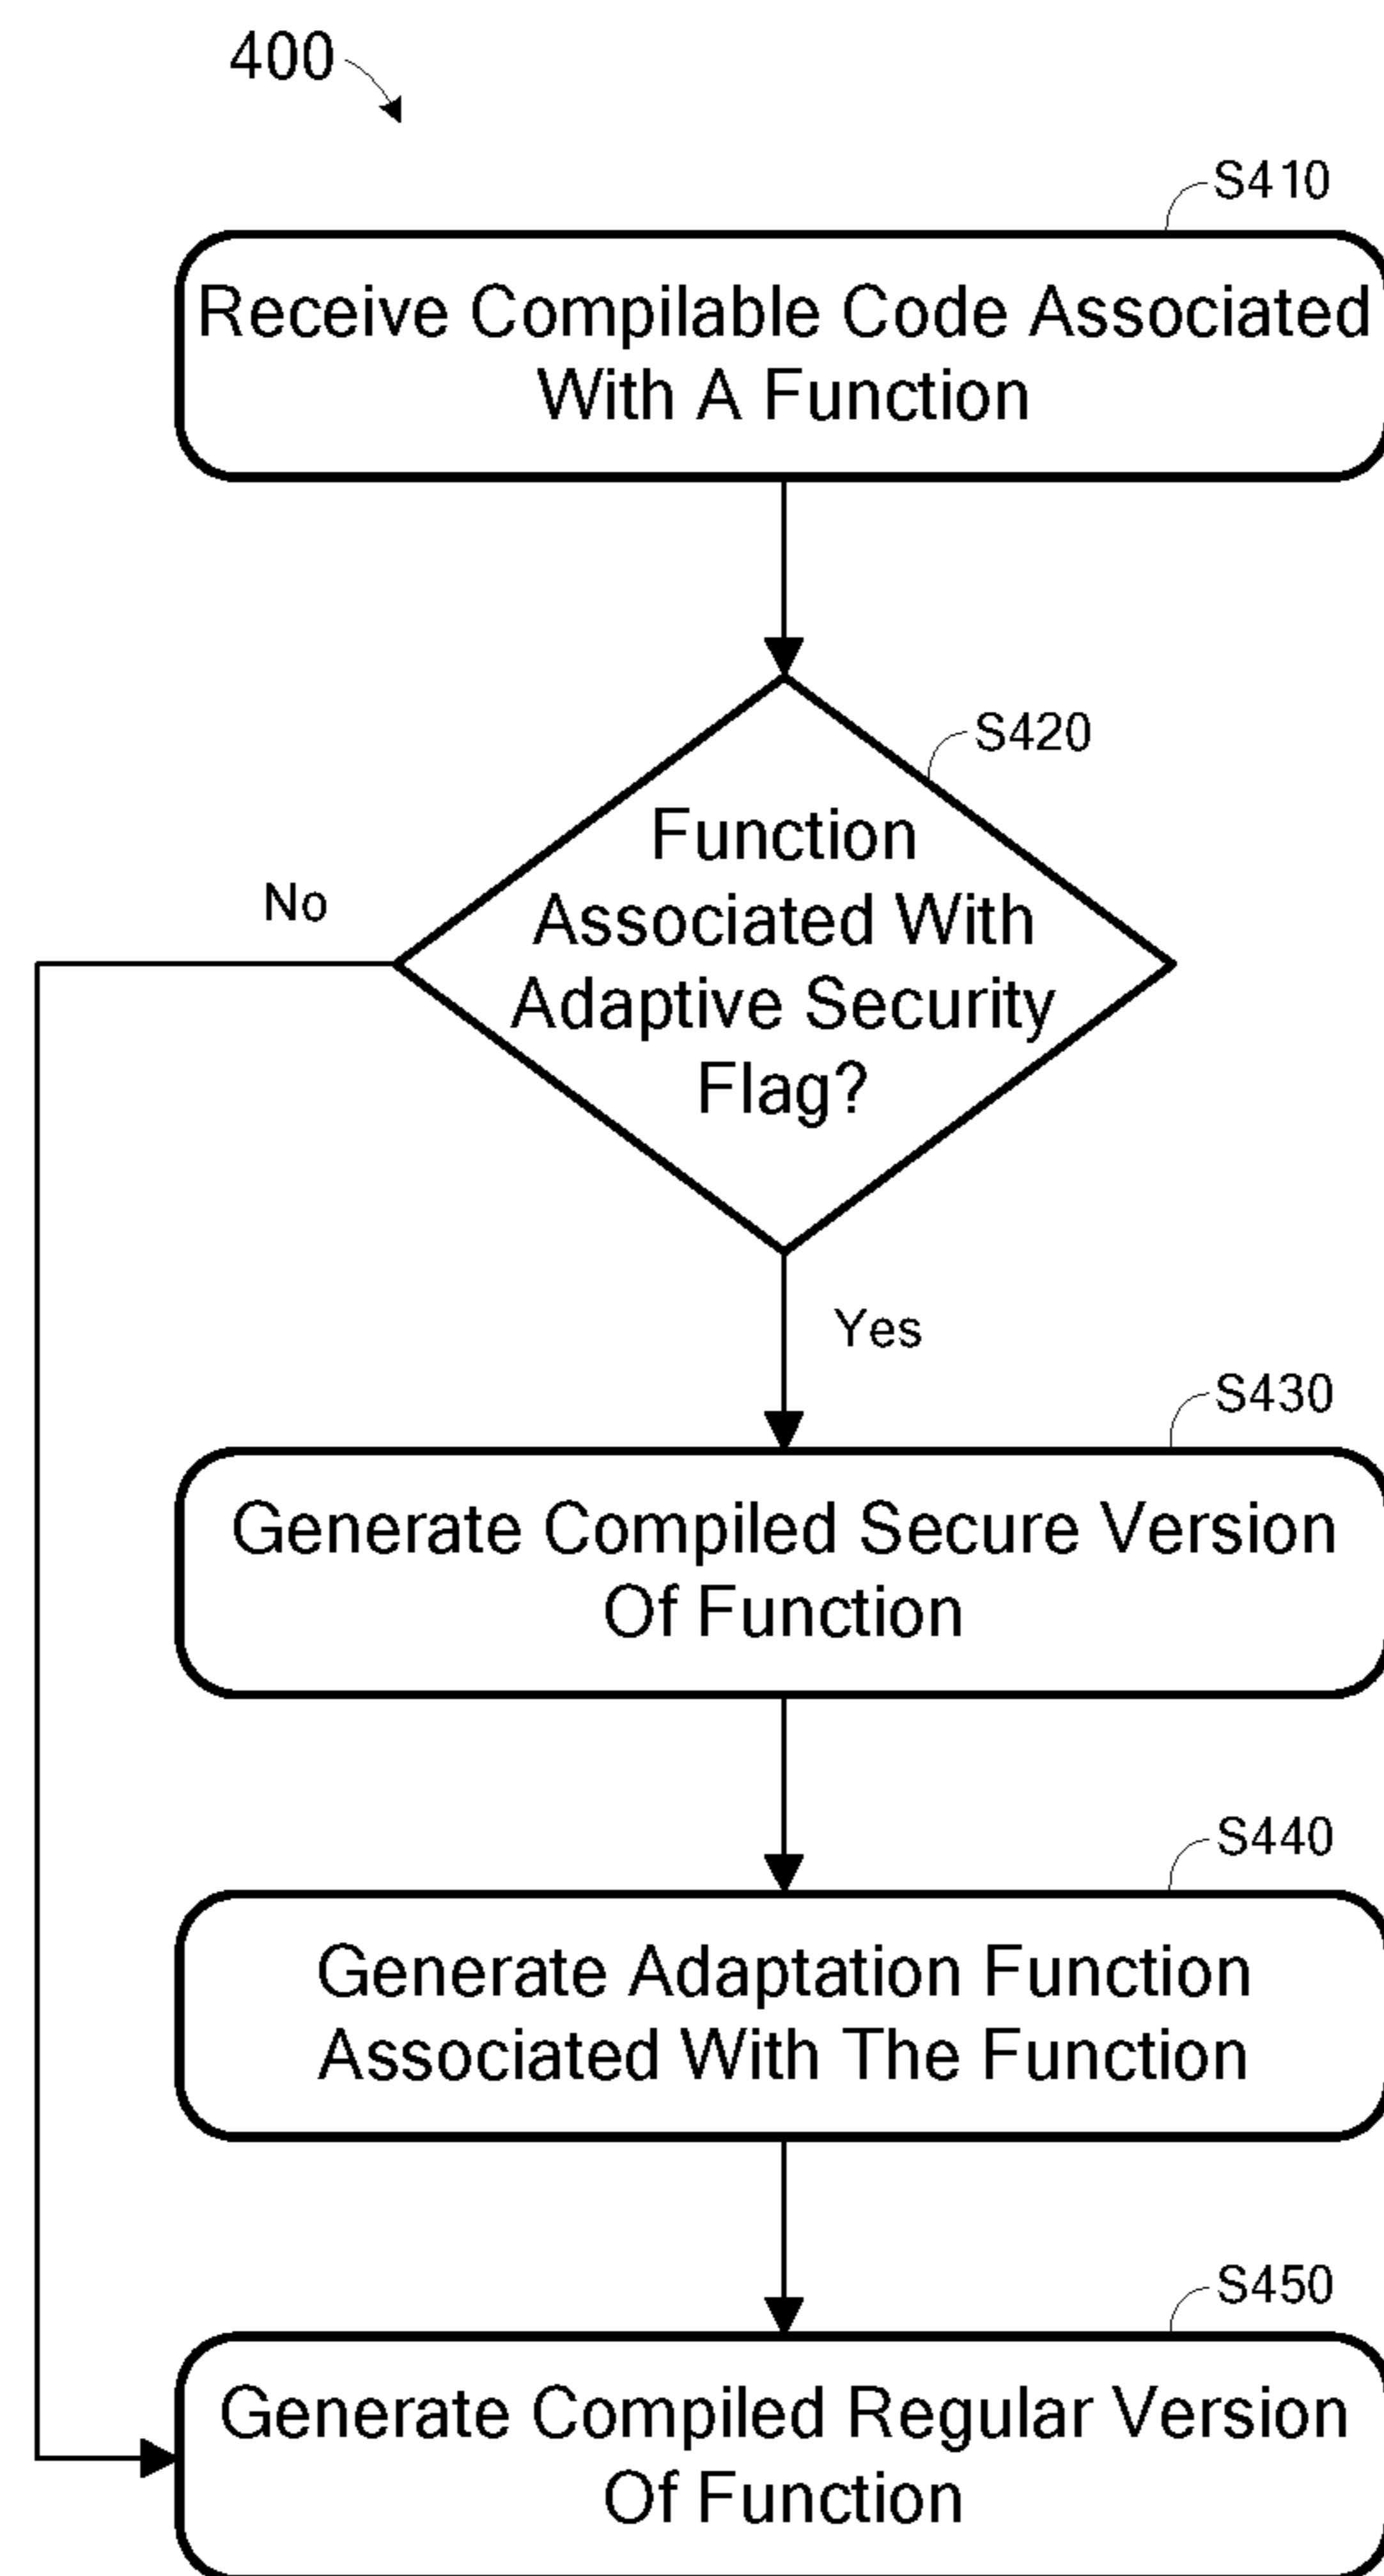 400
S410
Receive Compilable Code Associated
With A Function
S420
Function
Associated With
Adaptive Security
Flag?
No
Yes
S430
Generate Compiled Secure Version
Of Function
S440
Generate Adaptation Function
Associated With The Function
S450
Generate Compiled Regular Version
Of Function